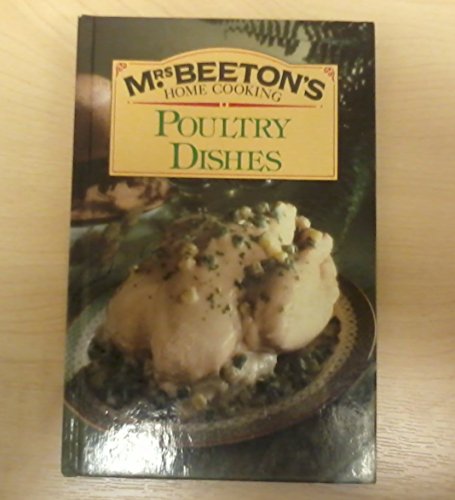 MRS BEETON'S
HOME COOKING
POULTRY
DISHES